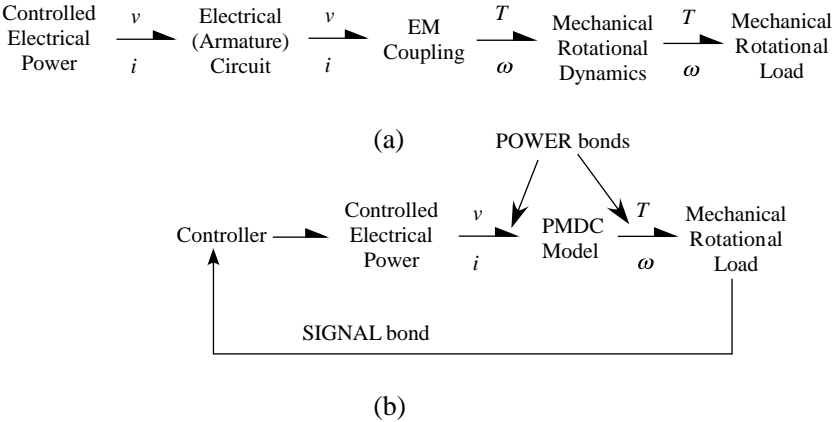 Controlled
Electrical
Power
v
i
Electrical
(Armature)
Circuit
v
i
EM
Coupling
T
ω
Mechanical
Rotational
Dynamics
T
ω
Mechanical
Rotational
Load
(a)
POWER bonds
Controller
Controlled
Electrical
Power
v
i
PMDC
Model
T
ω
Mechanical
Rotational
Load
SIGNAL bond
(b)